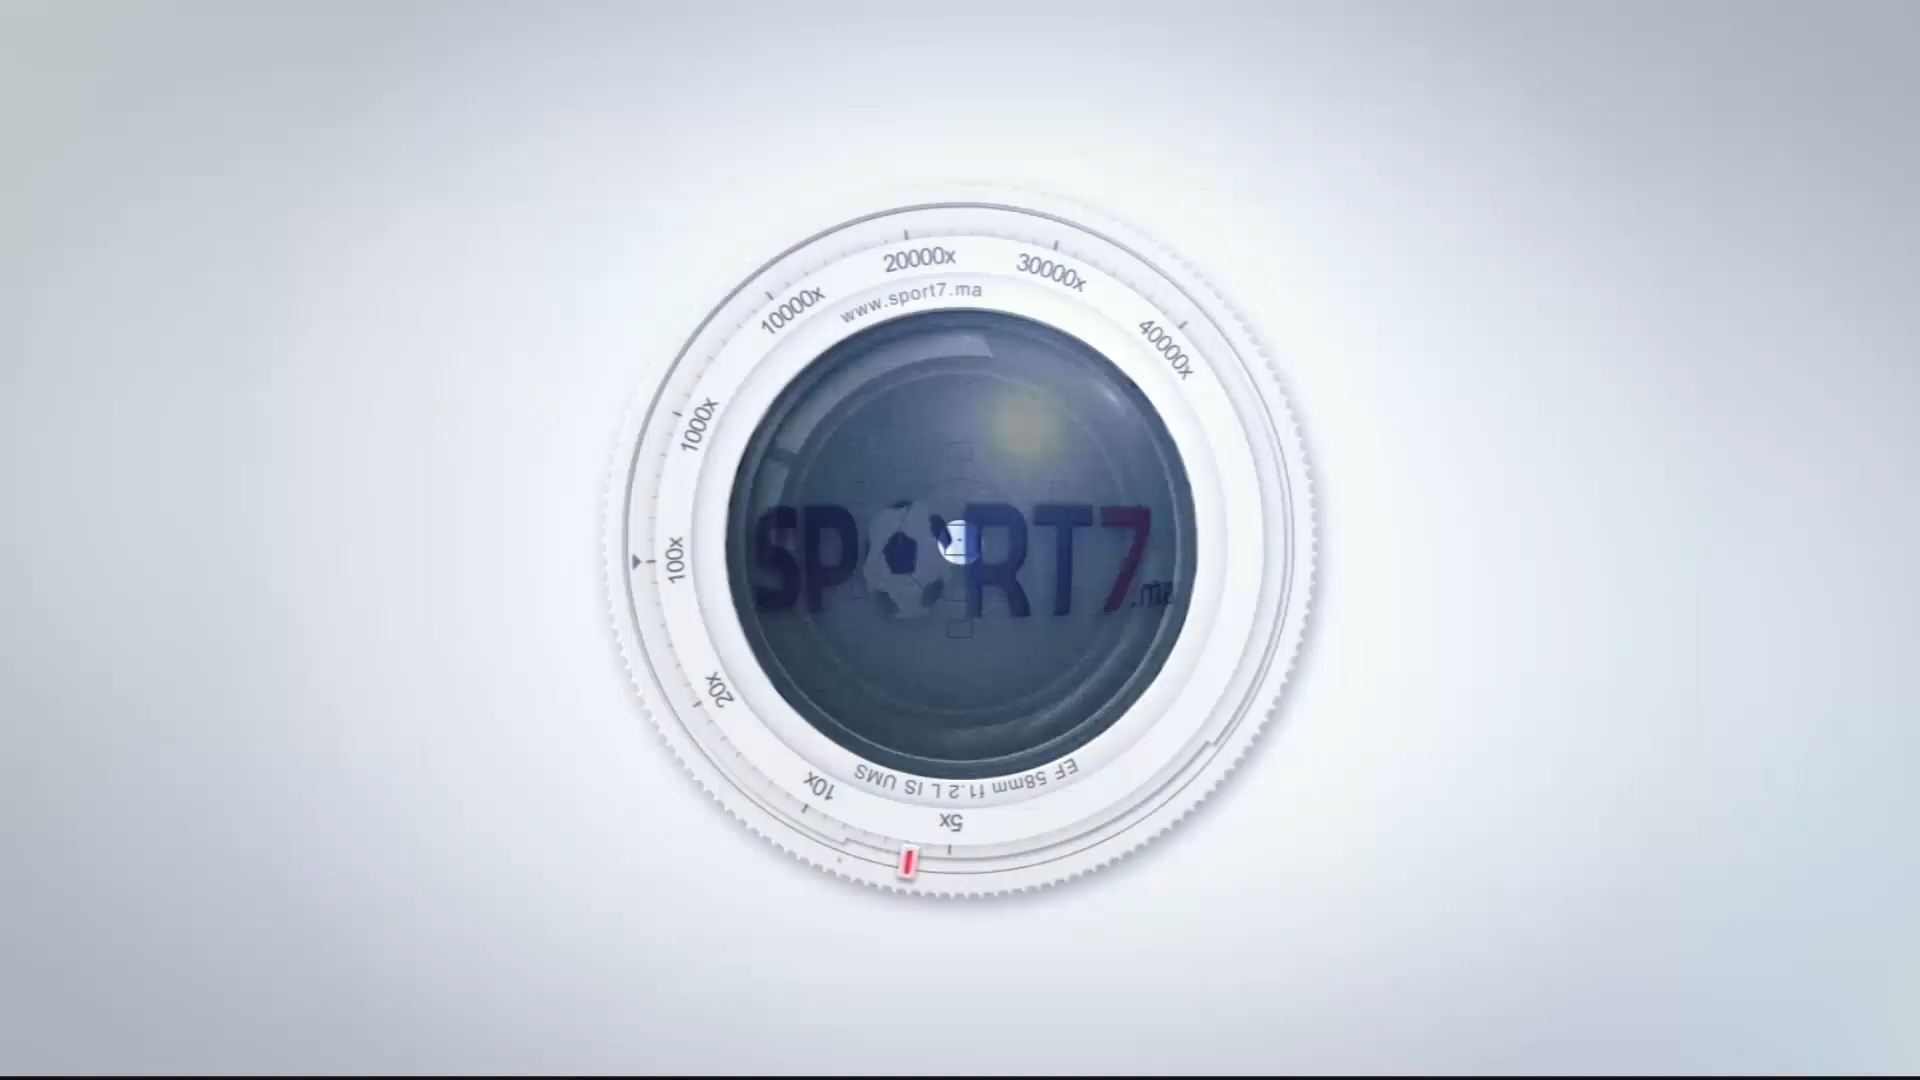 20000x
30000x
10000x
40000x
www.sport7.ma
1000x
SPORT7.ma
100x
20x
10x
EF 58mm f1.2 L IS UMS
5x